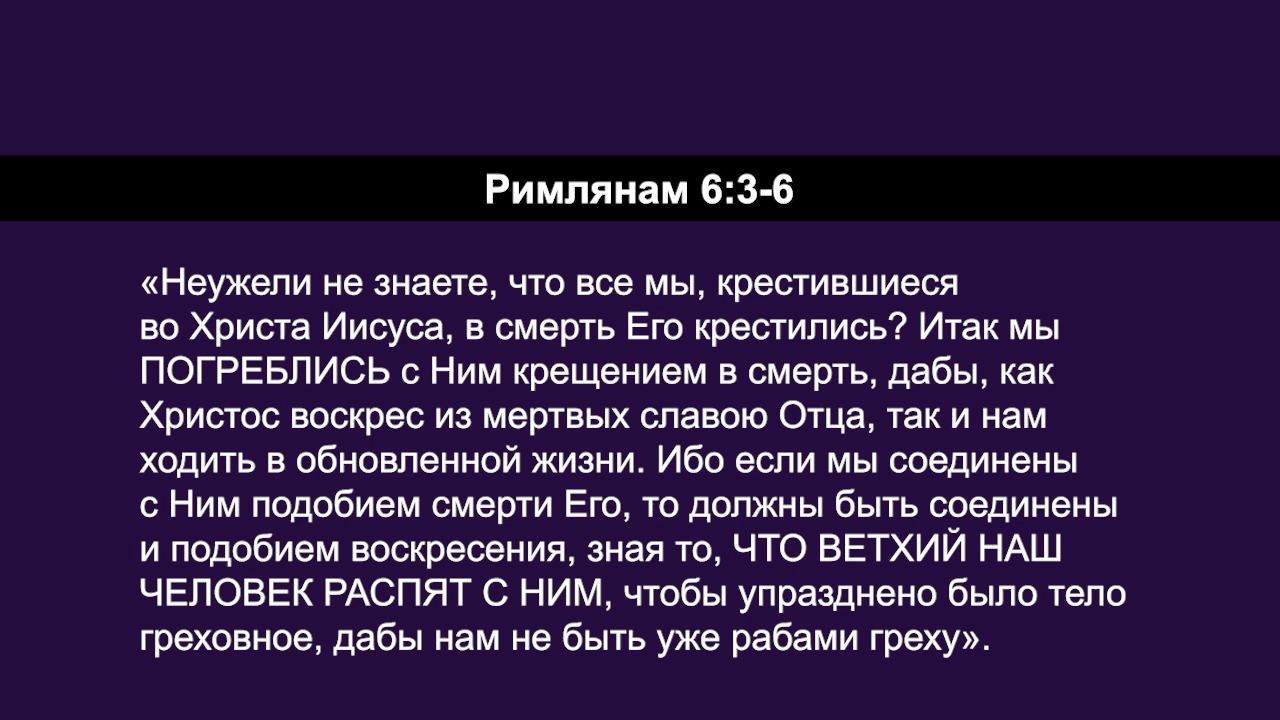 Римлянам 6:3-6
«Неужели не знаете, что все мы, крестившиеся
во Христа Иисуса, в смерть Его крестились? Итак мы
ПОГРЕБЛИСЬ с Ним крещением в смерть, дабы, как
Христос воскрес из мертвых славою Отца, так и нам
ходить в обновленной жизни. Ибо если мы соединены
с Ним подобием смерти Его, то должны быть соединены
и подобием воскресения, зная то, ЧТО ВЕТХИЙ НАШ
ЧЕЛОВЕК РАСПЯТ С НИМ, чтобы упразднено было тело
греховное, дабы нам не быть уже рабами греху».